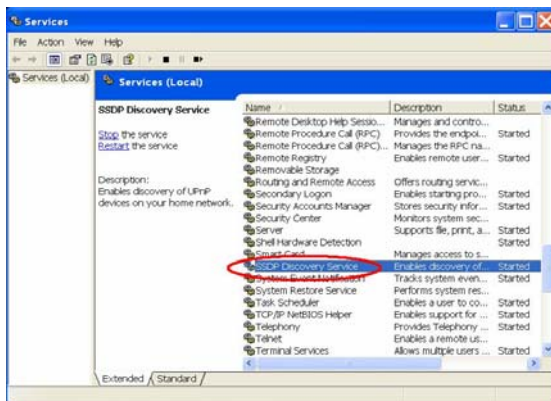 Services
File Action View Help
Services (Local)
Services (Local)
SSDP Discovery Service
Stop the service
Restart the service
Description:
Enables discovery of UPnP
devices on your home network.
Name Description Status
Remote Desktop Help Sessio... Manages and contro...
Remote Procedure Call (RPC) Provides the endpoi... Started
Remote Procedure Call (RPC)... Manages the RPC na...
Remote Registry Enables remote user... Started
Removable Storage
Routing and Remote Access Offers routing servic...
Secondary Logon Enables starting pro... Started
Security Accounts Manager Stores security infor... Started
Security Center Monitors system sec...
Server Supports file, print, a... Started
Shell Hardware Detection Started
Smart Card Manages access to s...
SSDP Discovery Service Enables discovery of... Started
System Event Notification Tracks system even... Started
System Restore Service Performs system res...
Task Scheduler Enables a user to co... Started
TCP/IP NetBIOS Helper Enables support for ... Started
Telephony Provides Telephony ... Started
Telnet Enables a remote us...
Terminal Services Allows multiple users ... Started
Extended Standard